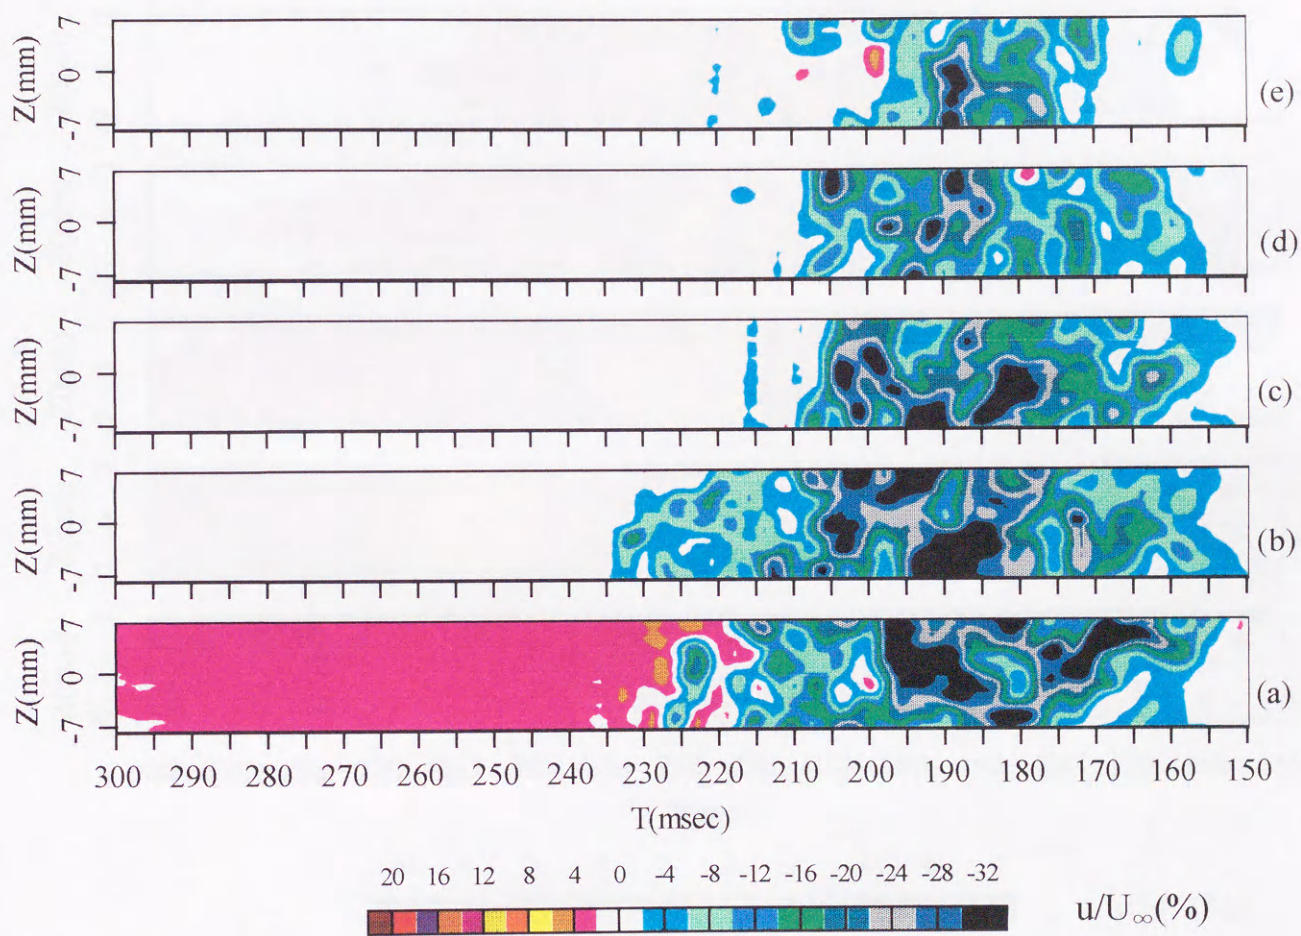 Z(mm)
7
0
-7
(e)
Z(mm)
7
0
-7
(d)
Z(mm)
7
0
-7
(c)
Z(mm)
7
0
-7
(b)
Z(mm)
7
0
-7
(a)
300 290 280 270 260 250 240 230 220 210 200 190 180 170 160 150
T(msec)
20 16 12 8 4 0 -4 -8 -12 -16 -20 -24 -28 -32
u/U∞(%)